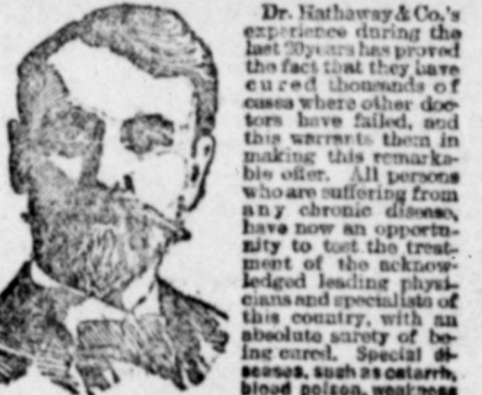 Dr. Hathaway & Co.'s
experience during the
last 20 years has proved
the fact that they have
cured thousands of
cases where other doc-
tors have failed, and
this warrants them in
making this remarka-
ble offer. All persons
who are suffering from
any chronic disease,
have now an opportu-
nity to test the treat-
ment of the acknow-
ledged leading physi-
cians and specialists of
this country, with an
absolute surety of be-
ing cured. Special di-
seases, such as catarrh,
blood poison, weakness